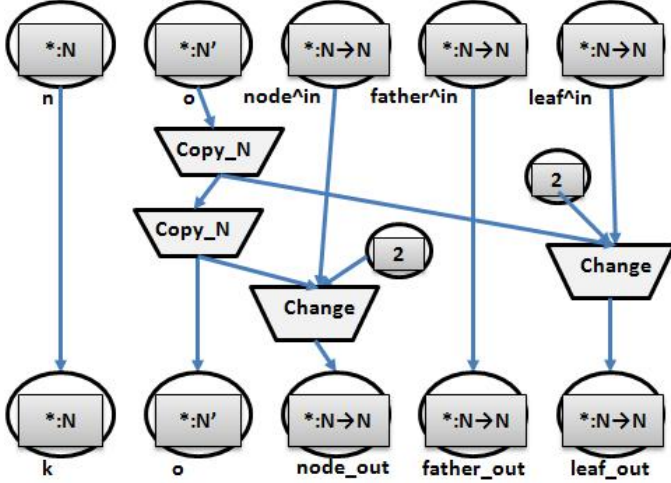 *:N *:N’ *:N→N *:N→N *:N→N
n o node^in father^in leaf^in
Copy_N
2
Copy_N
2
Change
Change
*:N *:N’ *:N→N *:N→N *:N→N
k o node_out father_out leaf_out